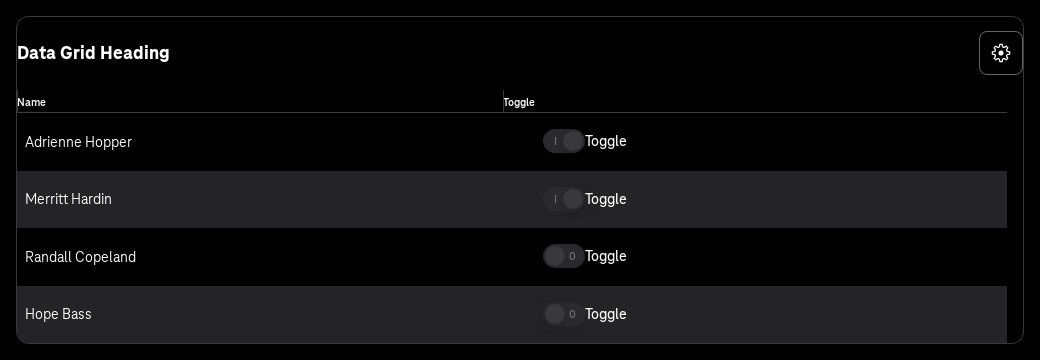 Data Grid Heading
Name Toggle
Adrienne Hopper I Toggle
Merritt Hardin I Toggle
Randall Copeland 0 Toggle
Hope Bass 0 Toggle